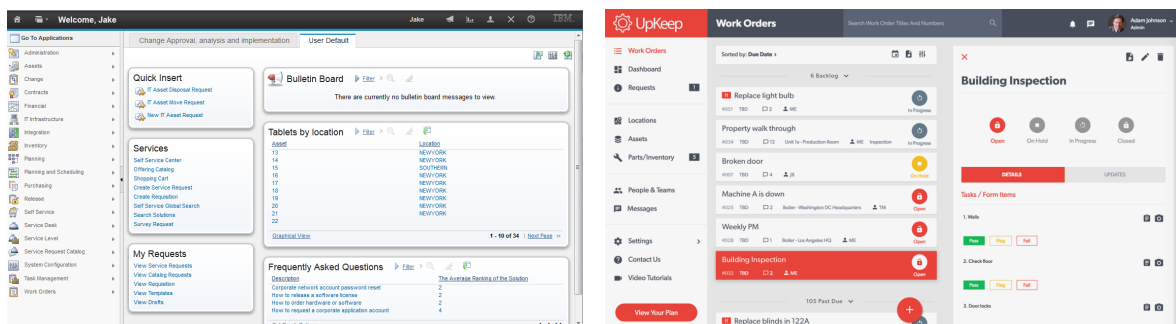 Welcome, Jake
Jake
IBM.
Go To Applications
Administration
Assets
Change
Contracts
Financial
IT Infrastructure
Integration
Inventory
Planning
Planning and Scheduling
Purchasing
Release
Self Service
Service Desk
Service Level
Service Request Catalog
System Configuration
Task Management
Work Orders
Change Approval, analysis and implementation
User Default
Quick Insert
IT Asset Disposal Request
IT Asset Move Request
New IT Asset Request
Services
Self Service Center
Offering Catalog
Shopping Cart
Create Service Request
Create Requisition
Self Service Global Search
Search Solutions
Survey Request
My Requests
View Service Requests
View Catalog Requests
View Requisition
View Templates
View Drafts
Bulletin Board Filter
There are currently no bulletin board messages to view.
Tablets by location Filter
Asset Location
13 NEWYORK
14 NEWYORK
15 SOUTHERN
16 NEWYORK
17 NEWYORK
18 NEWYORK
19 NEWYORK
20 NEWYORK
21 NEWYORK
22
Graphical View 1 - 10 of 34 Next Page
Frequently Asked Questions Filter
Description The Average Ranking of the Solution
Corporate network account password reset 2
How to release a software license 2
How to order hardware or software 2
How to request a corporate application account 4
UpKeep
Work Orders
Search Work Order Titles And Numbers
Adam Johnson
Admin
Work Orders
Dashboard
Requests
Locations
Assets
Parts/Inventory 5
People & Teams
Messages
Settings
Contact Us
Video Tutorials
View Your Plan
Sorted by: Due Date
6 Backlog
!! Replace light bulb
#051 TBD 2 ME In Progress
Property walk through
#034 TBD 12 Unit 1a - Production Room ME Inspection In Progress
Broken door
#007 TBD 4 JB On Hold
Machine A is down
#025 TBD 2 Boiler - Washington DC Headquarters TM Open
Weekly PM
#028 TBD 1 Boiler - Los Angeles HQ ME Open
Building Inspection
#032 TBD 2 ME Open
105 Past Due
!! Replace blinds in 122A
Building Inspection
Open On Hold In Progress Closed
DETAILS UPDATES
Tasks / Form Items
1. Walls
Pass Flag Fail
2. Check floor
Pass Flag Fail
3. Door locks